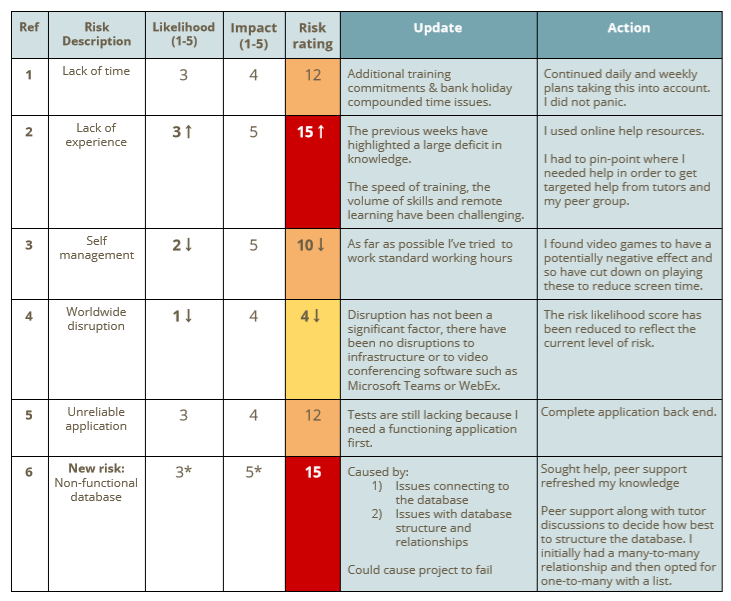 Ref
Risk
Description
Likelihood
(1-5)
Impact
(1-5)
Risk
rating
Update
Action
1
Lack of time
3
4
12
Additional training
commitments & bank holiday
compounded time issues.
Continued daily and weekly
plans taking this into account.
I did not panic.
2
Lack of
experience
3↑
5
15↑
The previous weeks have
highlighted a large deficit in
knowledge.
The speed of training, the
volume of skills and remote
learning have been challenging.
I used online help resources.
I had to pin-point where I
needed help in order to get
targeted help from tutors and
my peer group.
3
Self
management
2↓
5
10↓
As far as possible I've tried to
work standard working hours
I found video games to have a
potentially negative effect and
so have cut down on playing
these to reduce screen time.
4
Worldwide
disruption
1↓
4
4↓
Disruption has not been a
significant factor, there have
been no disruptions to
infrastructure or to video
conferencing software such as
Microsoft Teams or WebEx.
The risk likelihood score has
been reduced to reflect the
current level of risk.
5
Unreliable
application
3
4
12
Tests are still lacking because I
need a functioning application
first.
Complete application back end.
6
New risk:
Non-functional
database
3*
5*
15
Caused by:
1) Issues connecting to
the database
2) Issues with database
structure and
relationships
Could cause project to fail
Sought help, peer support
refreshed my knowledge
Peer support along with tutor
discussions to decide how best
to structure the database. I
initially had a many-to-many
relationship and then opted for
one-to-many with a list.